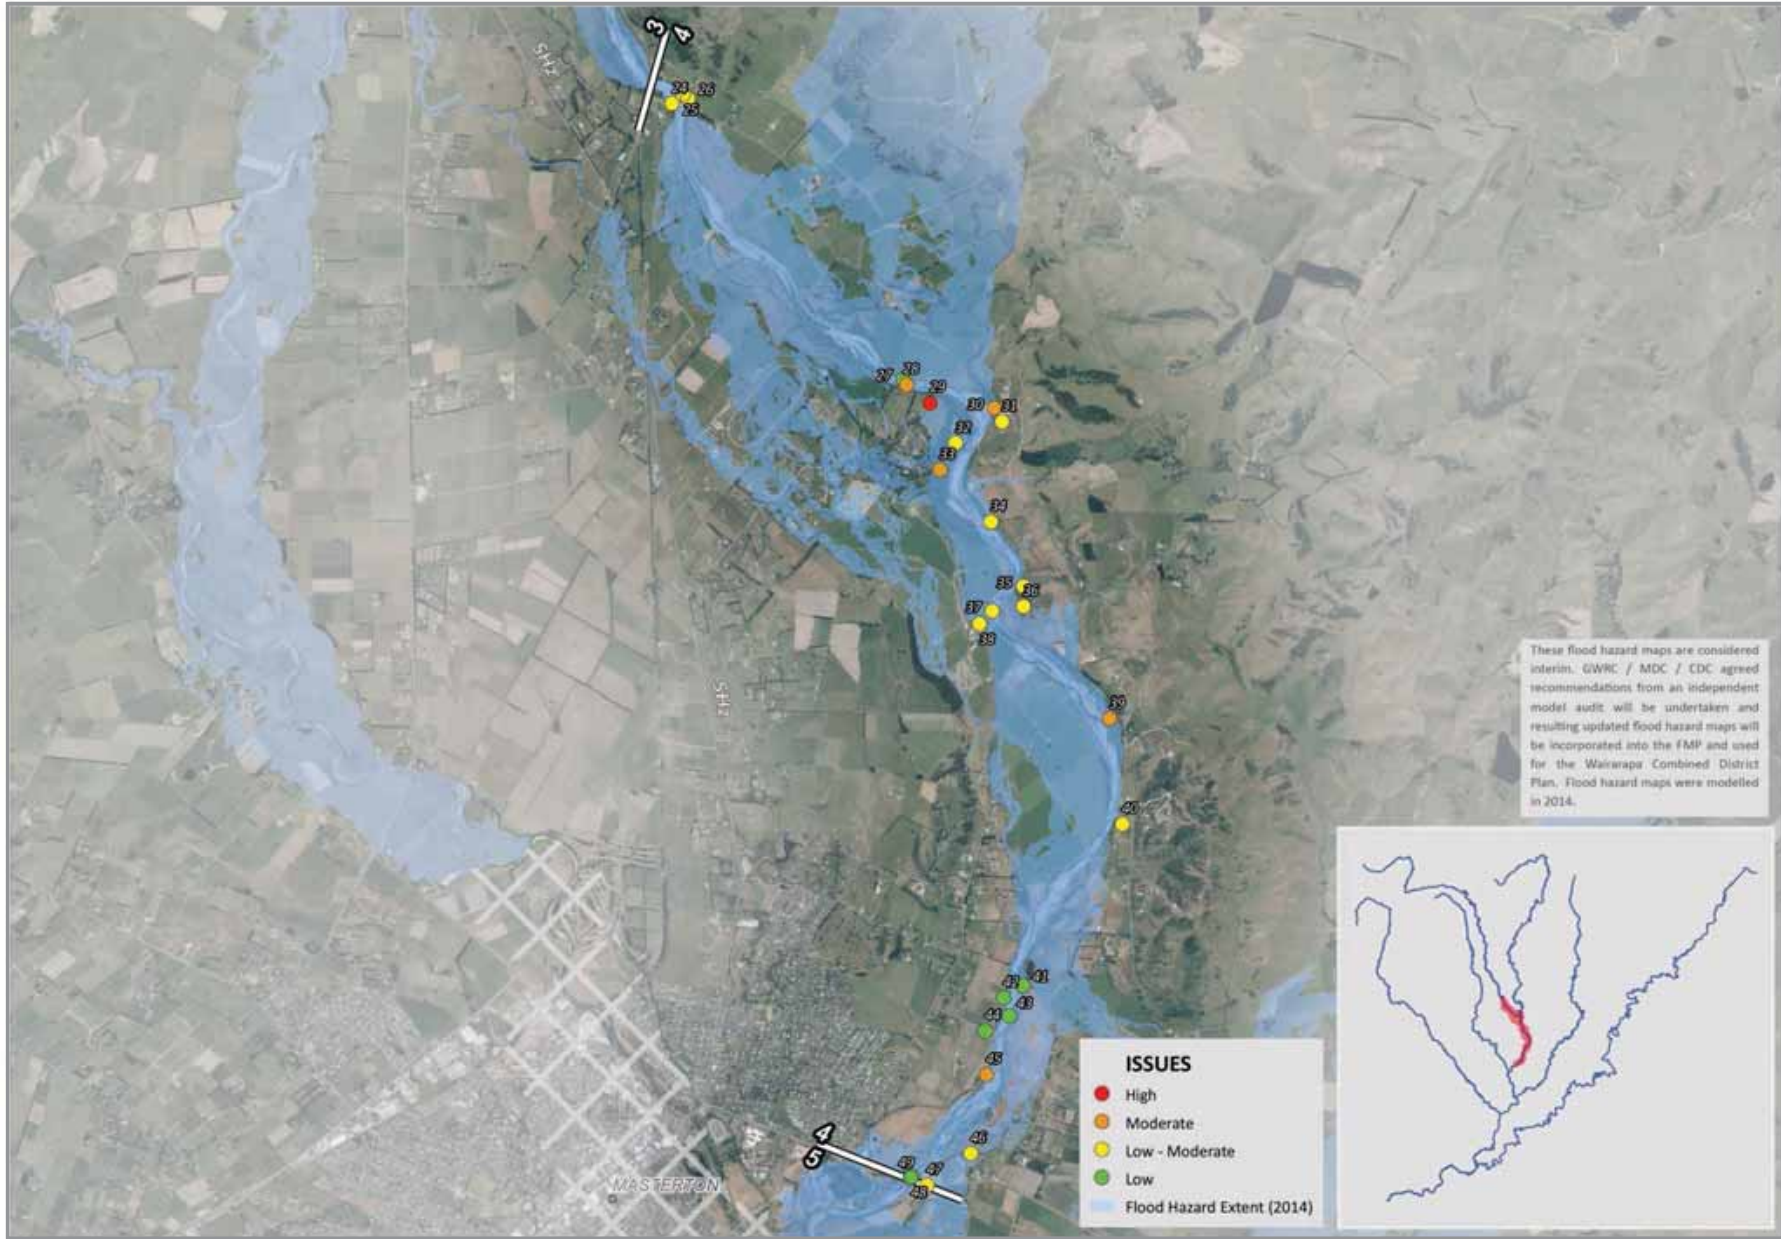 3
4
SH2
24
26
25
27
28
29
30
31
32
33
34
35
36
37
38
39
SH2
40
41
42
43
44
45
46
4
5
49
47
48
MASTERTON
These flood hazard maps are considered
interim. GWRC / MDC / CDC agreed
recommendations from an independent
model audit will be undertaken and
resulting updated flood hazard maps will
be incorporated into the FMP and used
for the Wairarapa Combined District
Plan. Flood hazard maps were modelled
in 2014.
ISSUES
High
Moderate
Low - Moderate
Low
Flood Hazard Extent (2014)